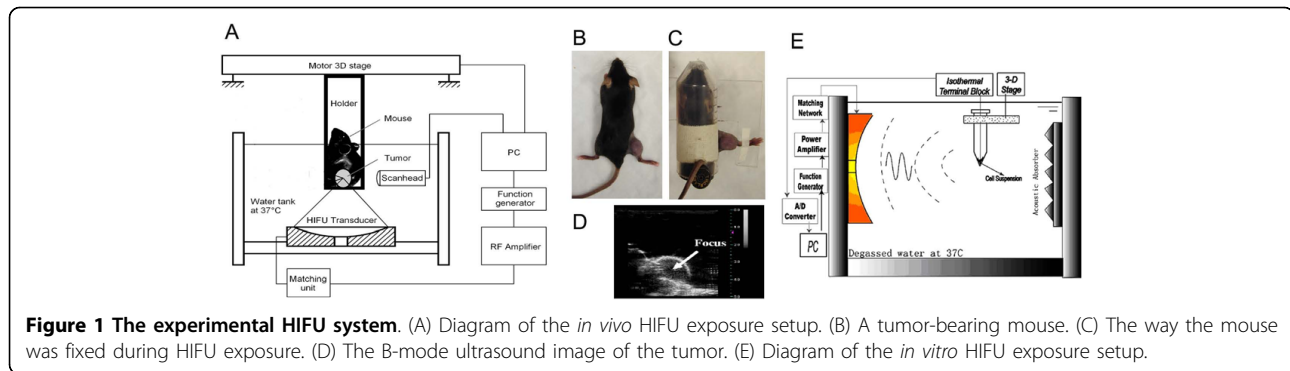 A
Motor 3D stage
Holder
Mouse
Tumor
Scanhead
Water tank
at 37°C
HIFU Transducer
PC
Function
generator
RF Amplifier
Matching
unit
B
C
D
Focus
E
Isothermal
Terminal Block
3-D
Stage
Matching
Network
Power
Amplifier
Function
Generator
A/D
Converter
PC
Cell Suspension
Acoustic Absorber
Degassed water at 37C
Figure 1 The experimental HIFU system. (A) Diagram of the in vivo HIFU exposure setup. (B) A tumor-bearing mouse. (C) The way the mouse
was fixed during HIFU exposure. (D) The B-mode ultrasound image of the tumor. (E) Diagram of the in vitro HIFU exposure setup.